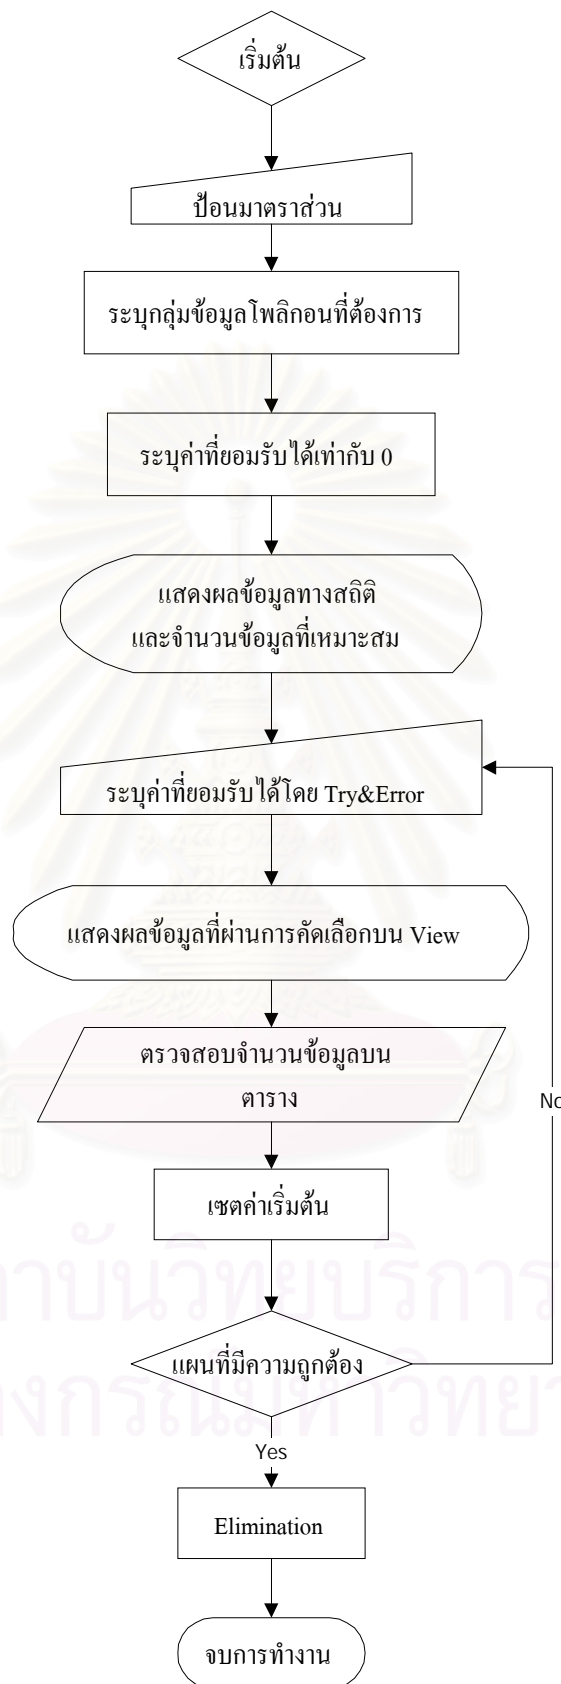 เริ่มต้น
ป้อนมาตราส่วน
ระบุกลุ่มข้อมูลโพลิกอนที่ต้องการ
ระบุค่าที่ยอมรับได้เท่ากับ 0
แสดงผลข้อมูลทางสถิติ
และจำนวนข้อมูลที่เหมาะสม
ระบุค่าที่ยอมรับได้โดย Try&Error
แสดงผลข้อมูลที่ผ่านการคัดเลือกบน View
ตรวจสอบจำนวนข้อมูลบน
ตาราง
No
เซตค่าเริ่มต้น
แผนที่มีความถูกต้อง
Yes
Elimination
จบการทำงาน